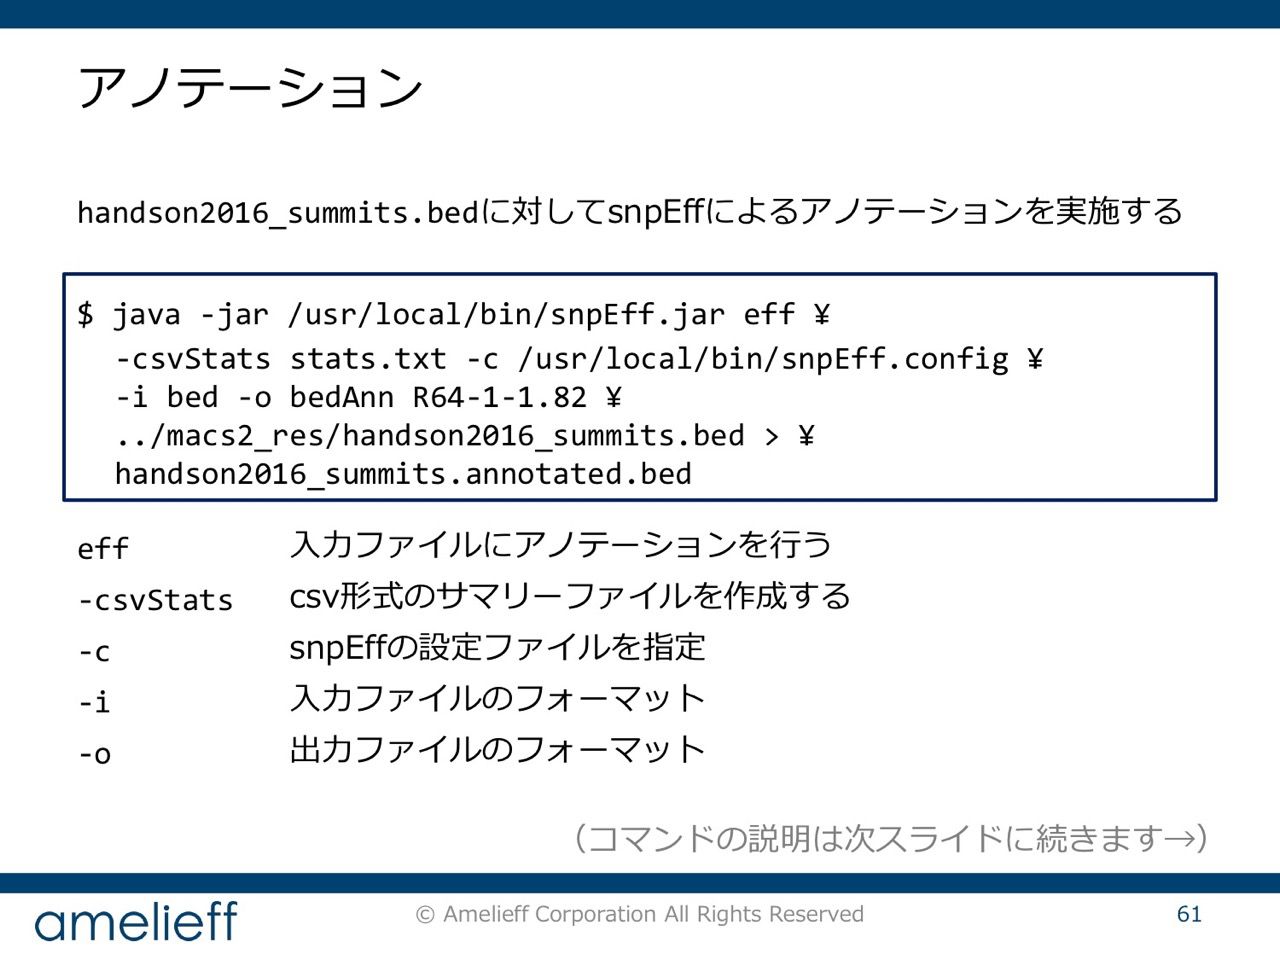 アノテーション
handson2016_summits.bedに対してsnpEffによるアノテーションを実施する
$ java -jar /usr/local/bin/snpEff.jar eff ¥
-csvStats stats.txt -c /usr/local/bin/snpEff.config ¥
-i bed -o bedAnn R64-1-1.82 ¥
../macs2_res/handson2016_summits.bed > ¥
handson2016_summits.annotated.bed
eff 入力ファイルにアノテーションを行う
-csvStats csv形式のサマリーファイルを作成する
-c snpEffの設定ファイルを指定
-i 入力ファイルのフォーマット
-o 出力ファイルのフォーマット
（コマンドの説明は次スライドに続きます→）
amelieff © Amelieff Corporation All Rights Reserved 61